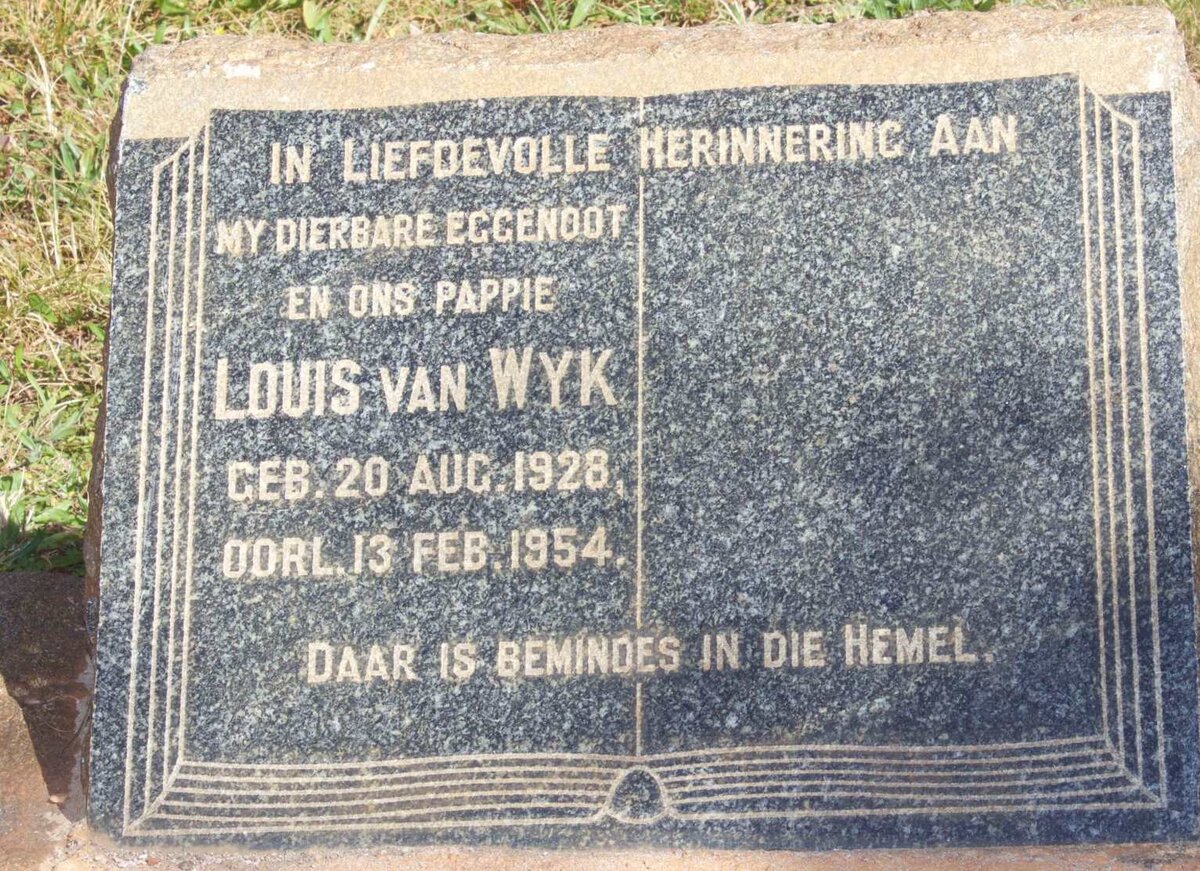 IN LIEFDEVOLLE HERINNERING AAN
MY DIERBARE EGGENOOT
EN ONS PAPPIE
LOUIS VAN WYK
GEB. 20 AUG. 1928,
OORL. 13 FEB. 1954.
DAAR IS BEMINDES IN DIE HEMEL.